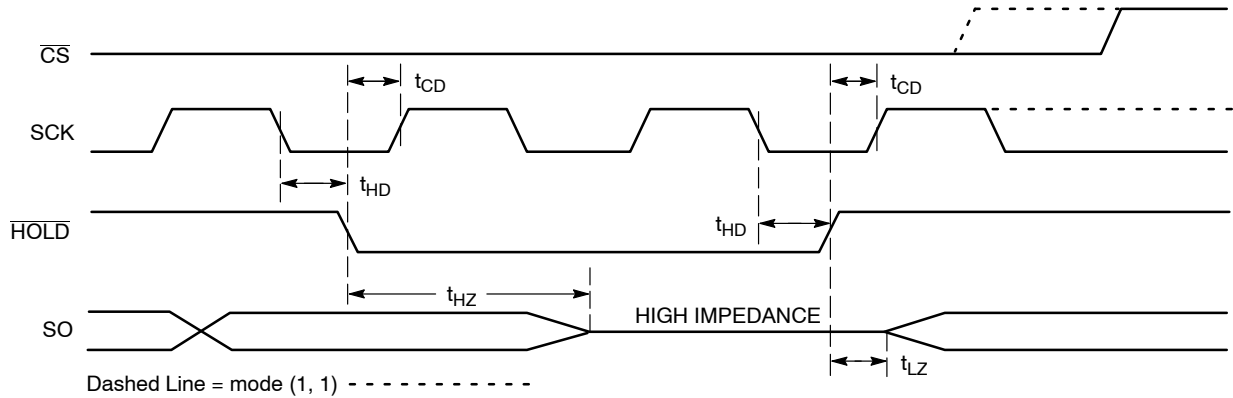 CS
tCD
tCD
SCK
tHD
HOLD
tHD
tHZ
HIGH IMPEDANCE
SO
tLZ
Dashed Line = mode (1, 1)